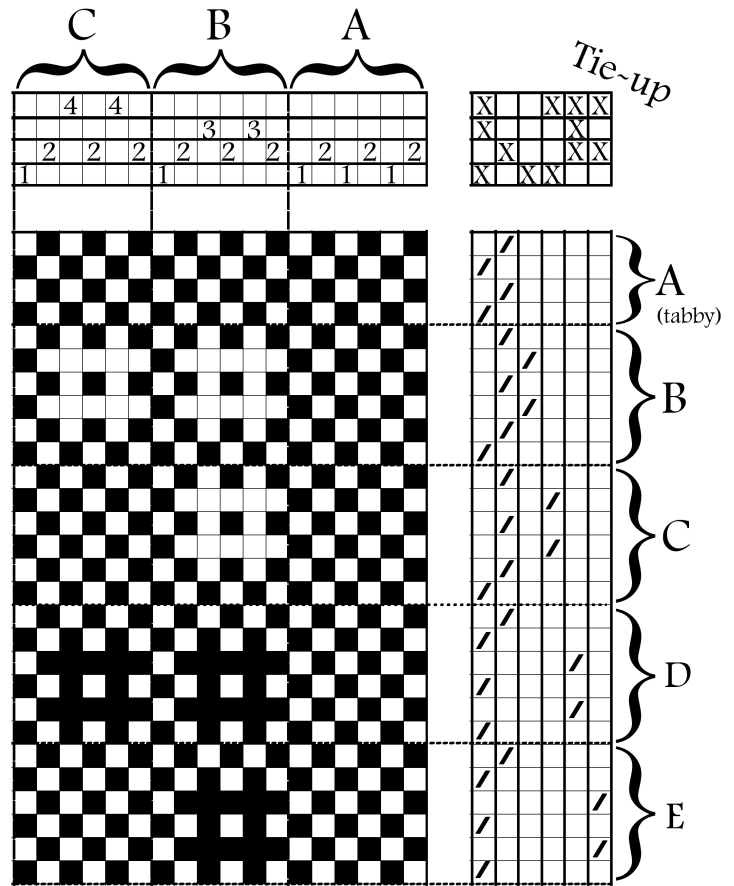 C B A
Tie-up
4 4 X X X X
3 3 X X
2 2 2 2 2 2 2 2 2 X X X
1 1 1 1 1 X X X
A
(tabby)
B
C
D
E